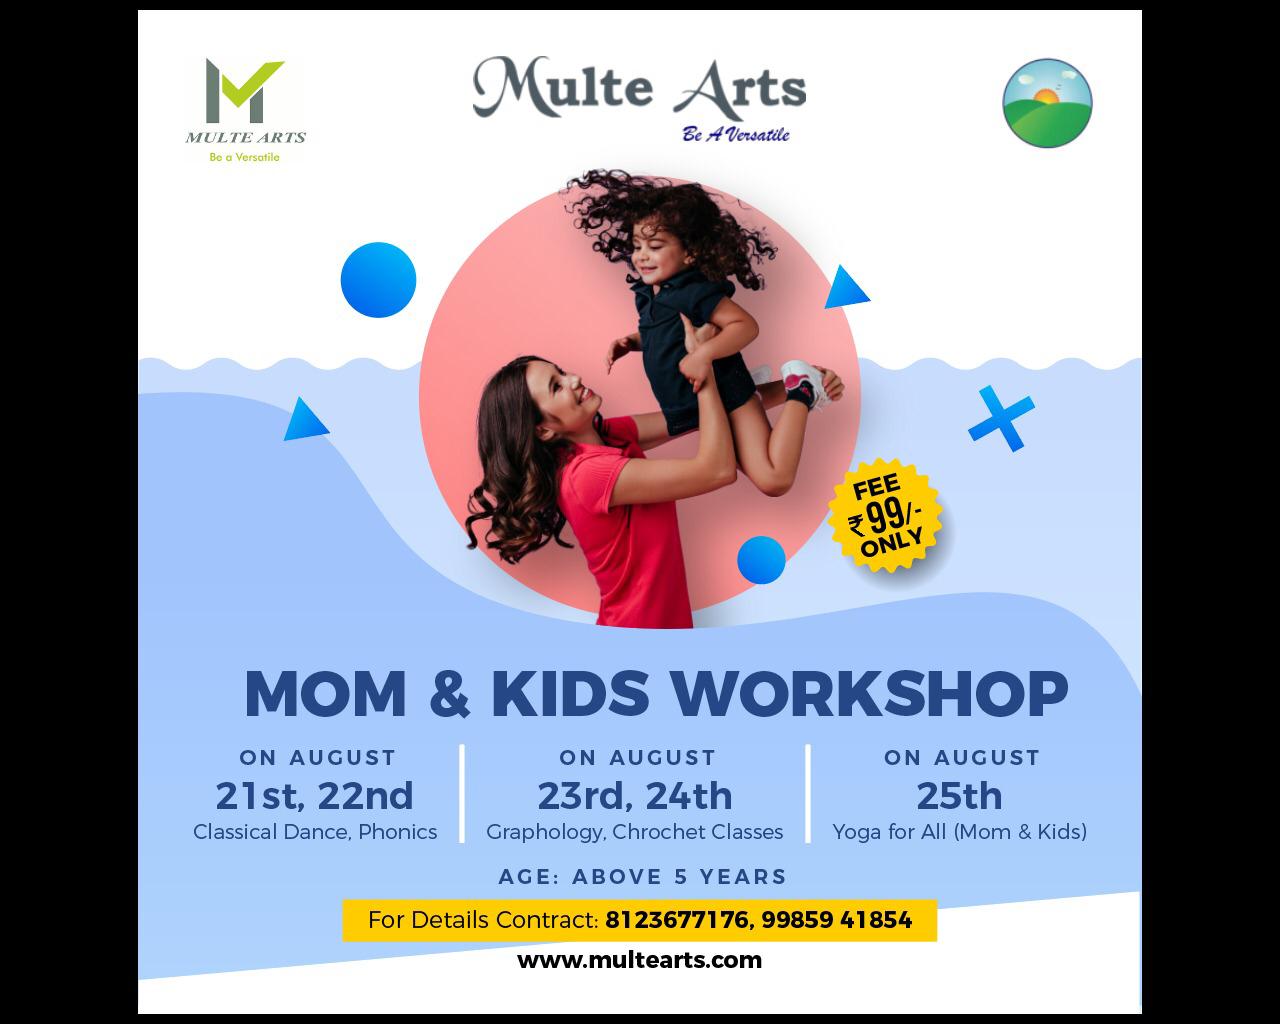 MULTE ARTS
Be a Versatile
Multe Arts
Be A Versatile
FEE
₹99/-
ONLY
MOM & KIDS WORKSHOP
ON AUGUST
21st, 22nd
Classical Dance, Phonics
ON AUGUST
23rd, 24th
Graphology, Chrochet Classes
ON AUGUST
25th
Yoga for All (Mom & Kids)
AGE: ABOVE 5 YEARS
For Details Contract: 8123677176, 99859 41854
www.multearts.com